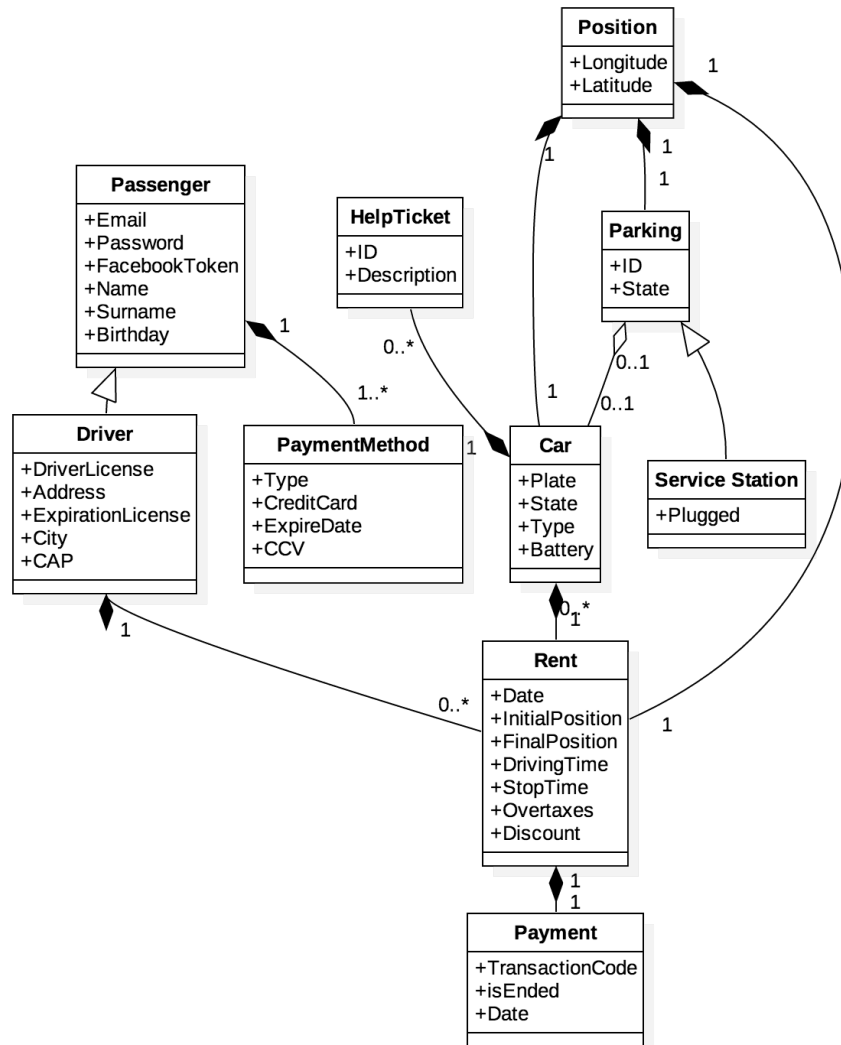 Position
+Longitude
+Latitude
1
1
1
1
Passenger
+Email
+Password
+FacebookToken
+Name
+Surname
+Birthday
1
1..*
HelpTicket
+ID
+Description
0..*
1
Parking
+ID
+State
0..1
0..1
1
Driver
+DriverLicense
+Address
+ExpirationLicense
+City
+CAP
1
0..*
PaymentMethod
+Type
+CreditCard
+ExpireDate
+CCV
Car
+Plate
+State
+Type
+Battery
0..*
1
Service Station
+Plugged
Rent
+Date
+InitialPosition
+FinalPosition
+DrivingTime
+StopTime
+Overtaxes
+Discount
1
1
1
Payment
+TransactionCode
+isEnded
+Date